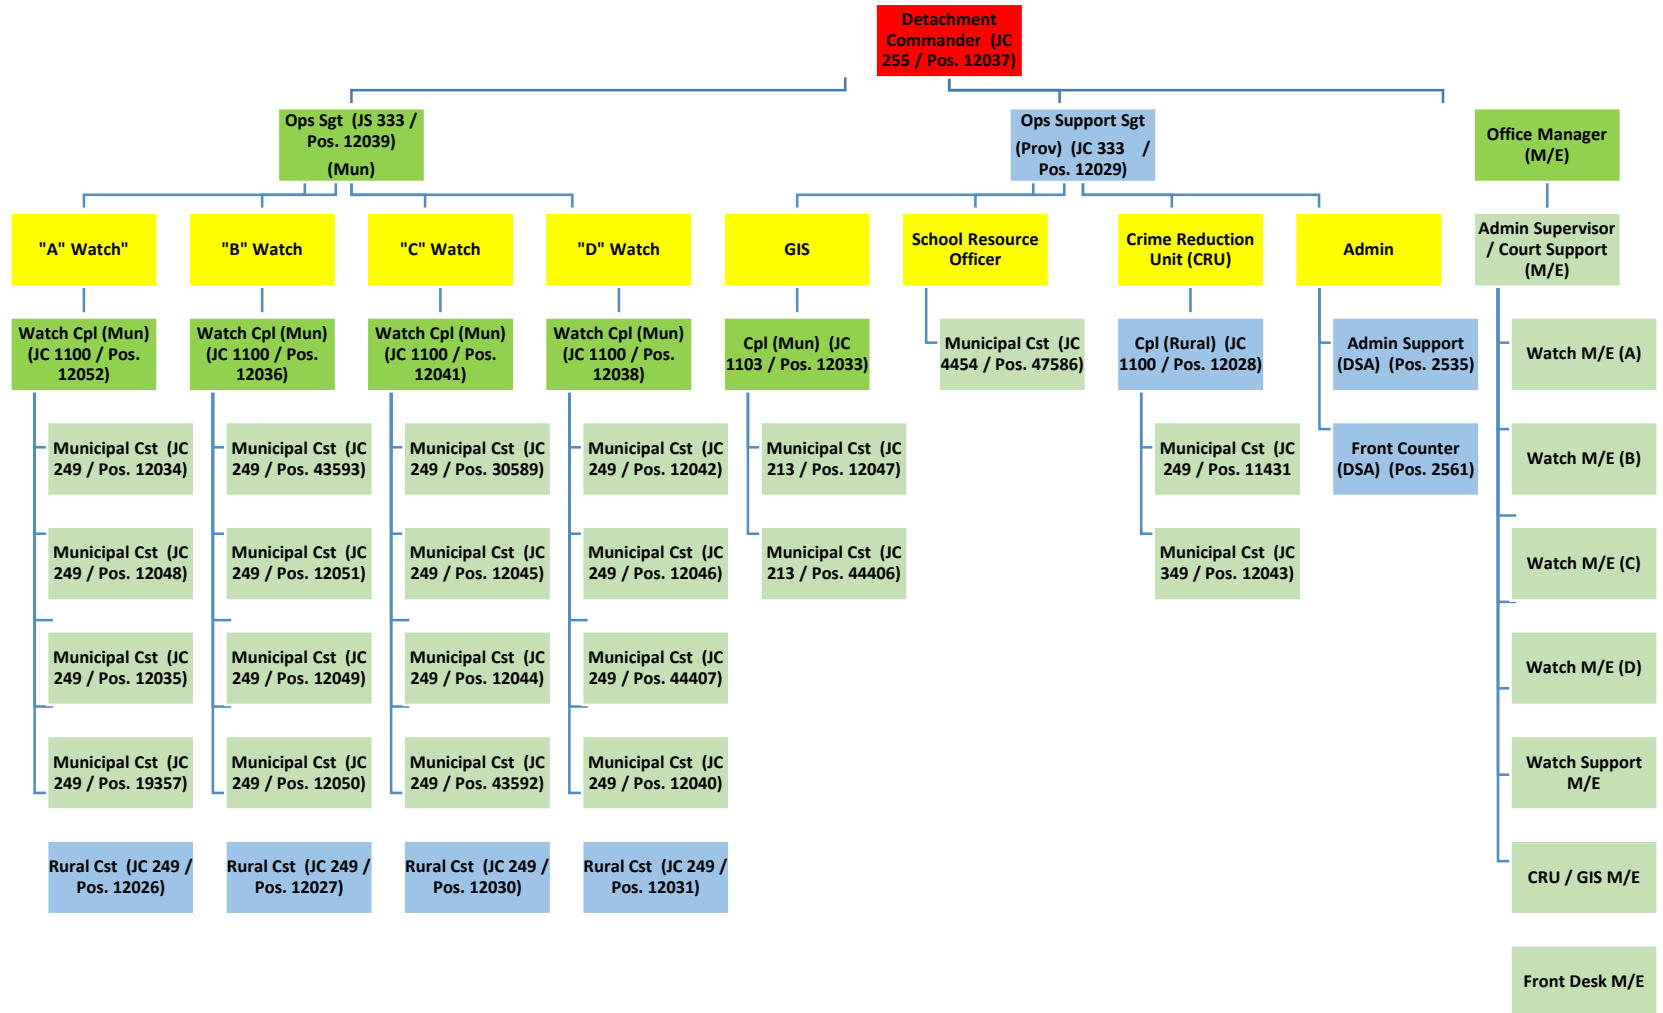 Detachment
Commander (JC
255 / Pos. 12037)
Ops Sgt (JS 333 /
Pos. 12039)
(Mun)
Ops Support Sgt
(Prov) (JC 333 /
Pos. 12029)
Office Manager
(M/E)
"A" Watch"
"B" Watch
"C" Watch
"D" Watch
GIS
School Resource
Officer
Crime Reduction
Unit (CRU)
Admin
Admin Supervisor
/ Court Support
(M/E)
Watch Cpl (Mun)
(JC 1100 / Pos.
12052)
Watch Cpl (Mun)
(JC 1100 / Pos.
12036)
Watch Cpl (Mun)
(JC 1100 / Pos.
12041)
Watch Cpl (Mun)
(JC 1100 / Pos.
12038)
Cpl (Mun) (JC
1103 / Pos. 12033)
Municipal Cst (JC
4454 / Pos. 47586)
Cpl (Rural) (JC
1100 / Pos. 12028)
Admin Support
(DSA) (Pos. 2535)
Watch M/E (A)
Municipal Cst (JC
249 / Pos. 12034)
Municipal Cst (JC
249 / Pos. 43593)
Municipal Cst (JC
249 / Pos. 30589)
Municipal Cst (JC
249 / Pos. 12042)
Municipal Cst (JC
213 / Pos. 12047)
Municipal Cst (JC
249 / Pos. 11431
Front Counter
(DSA) (Pos. 2561)
Watch M/E (B)
Municipal Cst (JC
249 / Pos. 12048)
Municipal Cst (JC
249 / Pos. 12051)
Municipal Cst (JC
249 / Pos. 12045)
Municipal Cst (JC
249 / Pos. 12046)
Municipal Cst (JC
213 / Pos. 44406)
Municipal Cst (JC
349 / Pos. 12043)
Watch M/E (C)
Municipal Cst (JC
249 / Pos. 12035)
Municipal Cst (JC
249 / Pos. 12049)
Municipal Cst (JC
249 / Pos. 12044)
Municipal Cst (JC
249 / Pos. 44407)
Watch M/E (D)
Municipal Cst (JC
249 / Pos. 19357)
Municipal Cst (JC
249 / Pos. 12050)
Municipal Cst (JC
249 / Pos. 43592)
Municipal Cst (JC
249 / Pos. 12040)
Watch Support
M/E
Rural Cst (JC 249 /
Pos. 12026)
Rural Cst (JC 249 /
Pos. 12027)
Rural Cst (JC 249 /
Pos. 12030)
Rural Cst (JC 249 /
Pos. 12031)
CRU / GIS M/E
Front Desk M/E